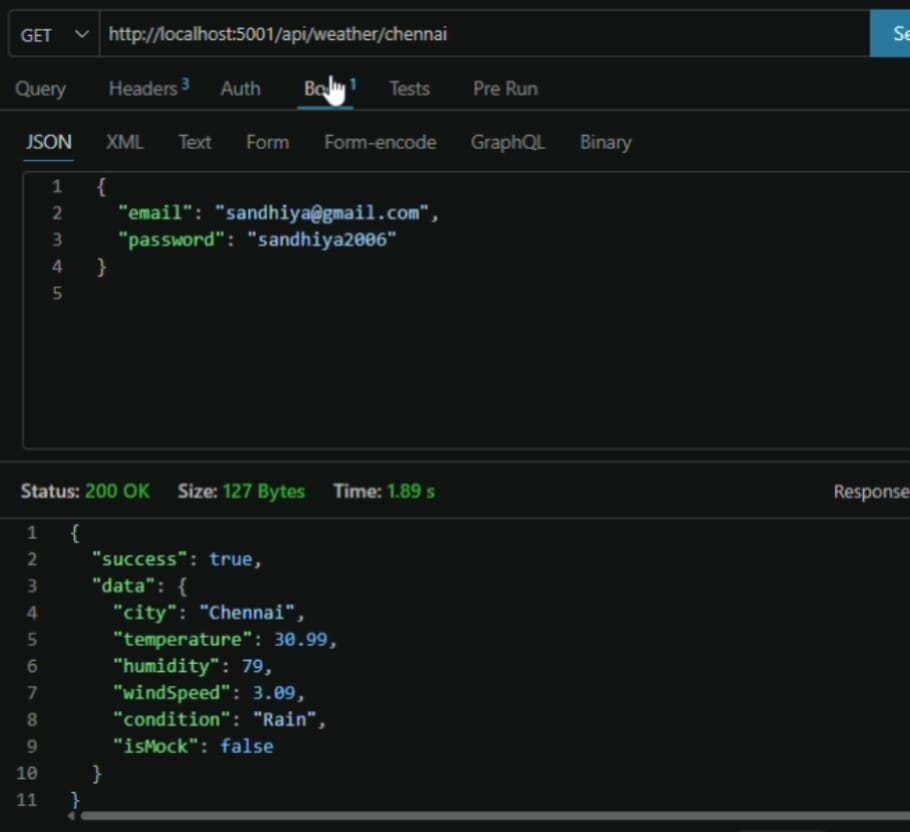 GET http://localhost:5001/api/weather/chennai Se
Query Headers 3 Auth 1 Tests Pre Run
JSON XML Text Form Form-encode GraphQL Binary
1 {
2 "email": "sandhiya@gmail.com",
3 "password": "sandhiya2006"
4 }
5
Status: 200 OK Size: 127 Bytes Time: 1.89 s Response
1 {
2 "success": true,
3 "data": {
4 "city": "Chennai",
5 "temperature": 30.99,
6 "humidity": 79,
7 "windSpeed": 3.09,
8 "condition": "Rain",
9 "isMock": false
10 }
11 }